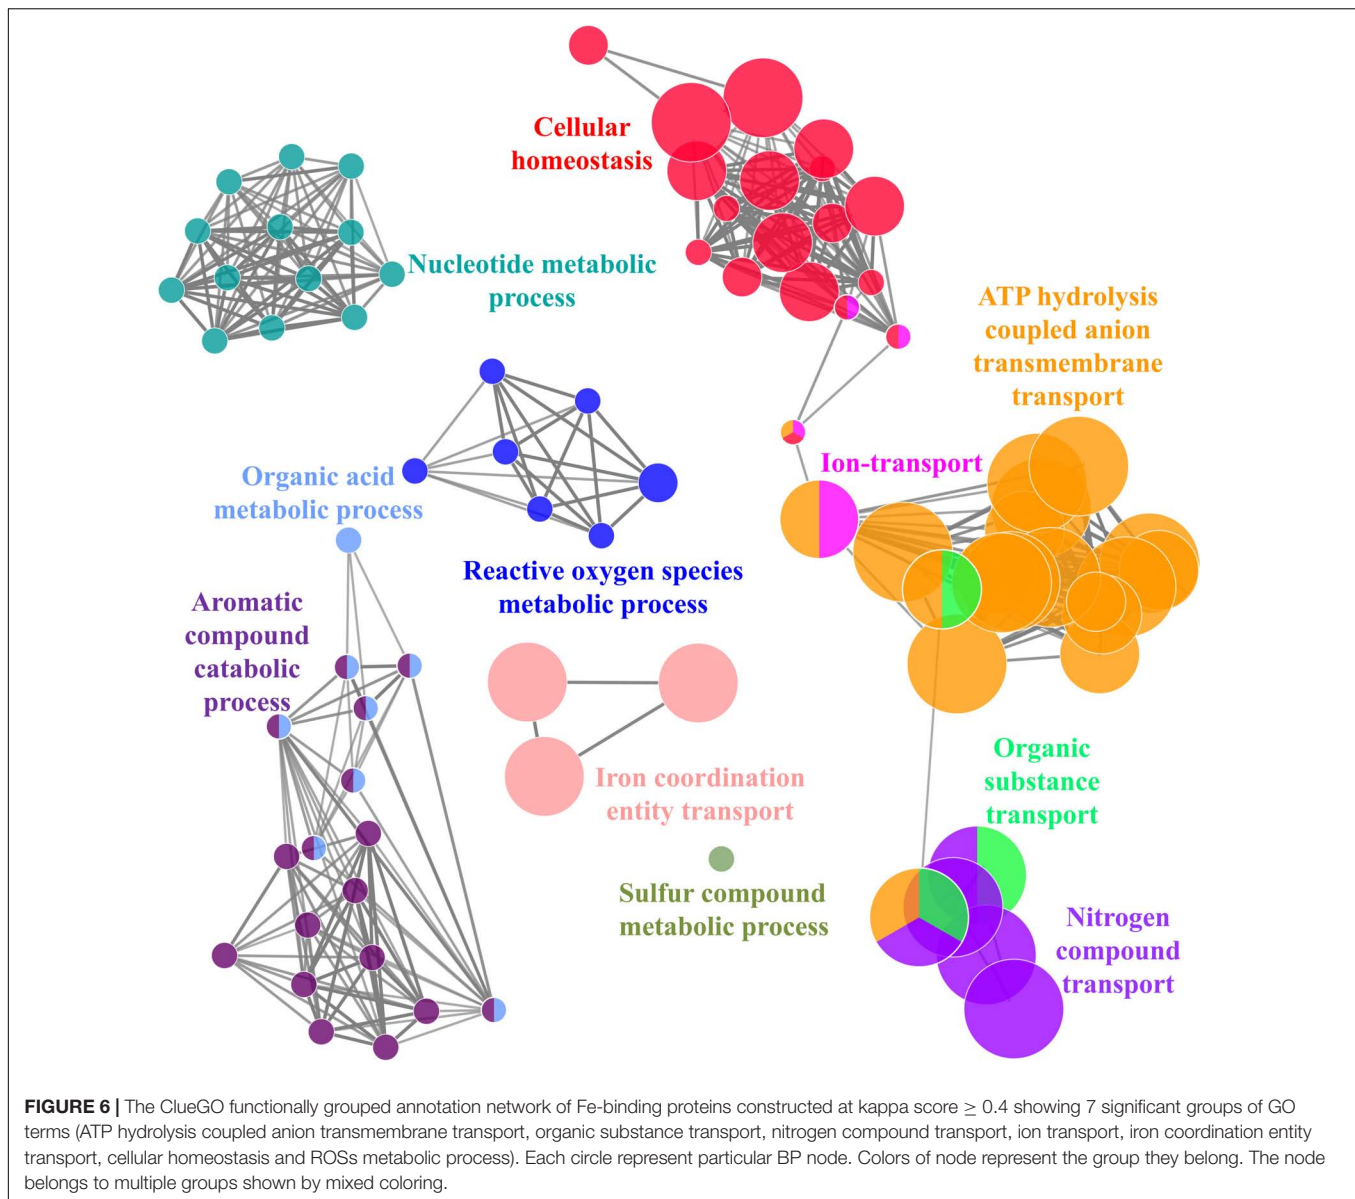 Cellular
homeostasis
Nucleotide metabolic
process
ATP hydrolysis
coupled anion
transmembrane
transport
Ion-transport
Organic acid
metabolic process
Reactive oxygen species
metabolic process
Aromatic
compound
catabolic
process
Iron coordination
entity transport
Organic
substance
transport
Sulfur compound
metabolic process
Nitrogen
compound
transport
FIGURE 6 | The ClueGO functionally grouped annotation network of Fe-binding proteins constructed at kappa score ≥ 0.4 showing 7 significant groups of GO
terms (ATP hydrolysis coupled anion transmembrane transport, organic substance transport, nitrogen compound transport, ion transport, iron coordination entity
transport, cellular homeostasis and ROSs metabolic process). Each circle represent particular BP node. Colors of node represent the group they belong. The node
belongs to multiple groups shown by mixed coloring.